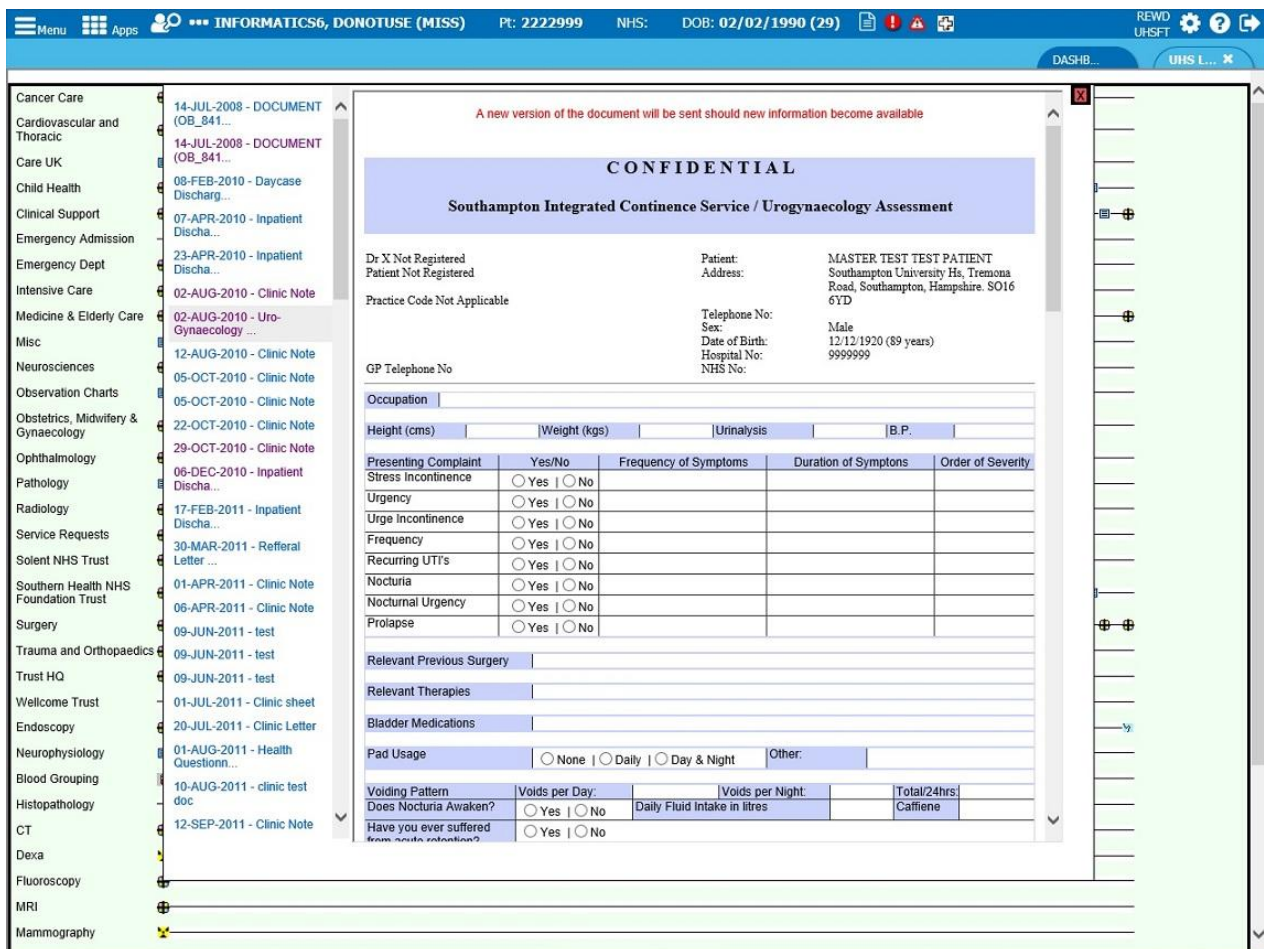 Menu Apps ••• INFORMATICS6, DONOTUSE (MISS) Pt: 2222999 NHS: DOB: 02/02/1990 (29) REWD UHSFT
DASHB... UHS L... X
Cancer Care
Cardiovascular and
Thoracic
Care UK
Child Health
Clinical Support
Emergency Admission
Emergency Dept
Intensive Care
Medicine & Elderly Care
Misc
Neurosciences
Observation Charts
Obstetrics, Midwifery &
Gynaecology
Ophthalmology
Pathology
Radiology
Service Requests
Solent NHS Trust
Southern Health NHS
Foundation Trust
Surgery
Trauma and Orthopaedics
Trust HQ
Wellcome Trust
Endoscopy
Neurophysiology
Blood Grouping
Histopathology
CT
Dexa
Fluoroscopy
MRI
Mammography
14-JUL-2008 - DOCUMENT
(OB_841...
14-JUL-2008 - DOCUMENT
(OB_841...
08-FEB-2010 - Daycase
Discharg...
07-APR-2010 - Inpatient
Discha...
23-APR-2010 - Inpatient
Discha...
02-AUG-2010 - Clinic Note
02-AUG-2010 - Uro-
Gynaecology ...
12-AUG-2010 - Clinic Note
05-OCT-2010 - Clinic Note
05-OCT-2010 - Clinic Note
22-OCT-2010 - Clinic Note
29-OCT-2010 - Clinic Note
06-DEC-2010 - Inpatient
Discha...
17-FEB-2011 - Inpatient
Discha...
30-MAR-2011 - Refferal
Letter ...
01-APR-2011 - Clinic Note
06-APR-2011 - Clinic Note
09-JUN-2011 - test
09-JUN-2011 - test
09-JUN-2011 - test
01-JUL-2011 - Clinic sheet
20-JUL-2011 - Clinic Letter
01-AUG-2011 - Health
Questionn...
10-AUG-2011 - clinic test
doc
12-SEP-2011 - Clinic Note
X
A new version of the document will be sent should new information become available
CONFIDENTIAL
Southampton Integrated Continence Service / Urogynaecology Assessment
Dr X Not Registered
Patient Not Registered
Practice Code Not Applicable
GP Telephone No
Patient: MASTER TEST TEST PATIENT
Address: Southampton University Hs, Tremona
Road, Southampton, Hampshire. SO16
6YD
Telephone No:
Sex: Male
Date of Birth: 12/12/1920 (89 years)
Hospital No: 9999999
NHS No:
Occupation
Height (cms) Weight (kgs) Urinalysis B.P.
Presenting Complaint Yes/No Frequency of Symptoms Duration of Symptons Order of Severity
Stress Incontinence Yes | No
Urgency Yes | No
Urge Incontinence Yes | No
Frequency Yes | No
Recurring UTI's Yes | No
Nocturia Yes | No
Nocturnal Urgency Yes | No
Prolapse Yes | No
Relevant Previous Surgery
Relevant Therapies
Bladder Medications
Pad Usage None | Daily | Day & Night Other:
Voiding Pattern Voids per Day: Voids per Night: Total/24hrs:
Does Nocturia Awaken? Yes | No Daily Fluid Intake in litres Caffiene
Have you ever suffered Yes | No
from acute retention?